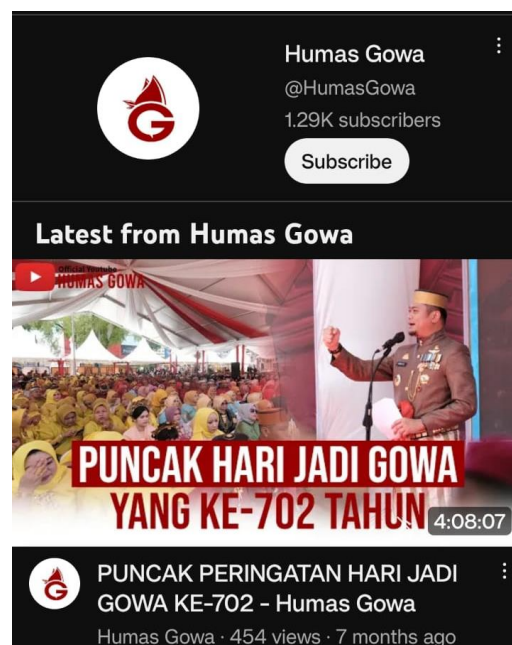 Humas Gowa
@HumasGowa
1.29K subscribers
Subscribe
Latest from Humas Gowa
Official Youtube
HUMAS GOWA
PUNCAK HARI JADI GOWA
YANG KE-702 TAHUN
4:08:07
PUNCAK PERINGATAN HARI JADI
GOWA KE-702 - Humas Gowa
Humas Gowa · 454 views · 7 months ago